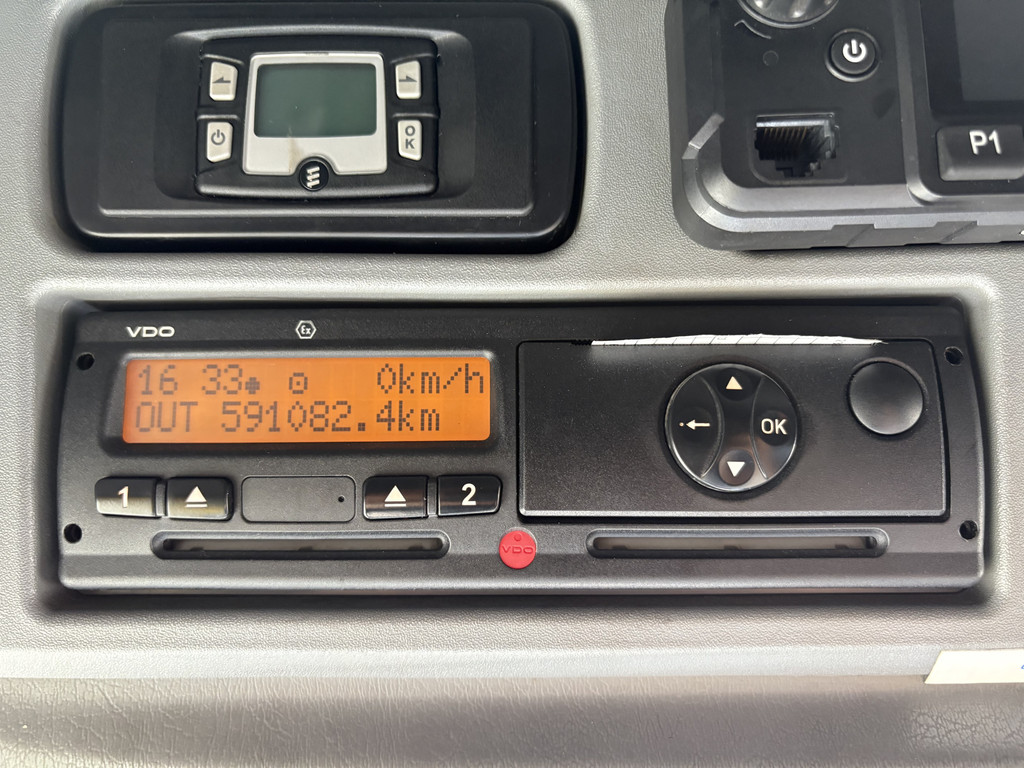 OK
P1
VDO
Ex
16 33 0km/h
OUT 591082.4km
OK
1
2
VDO